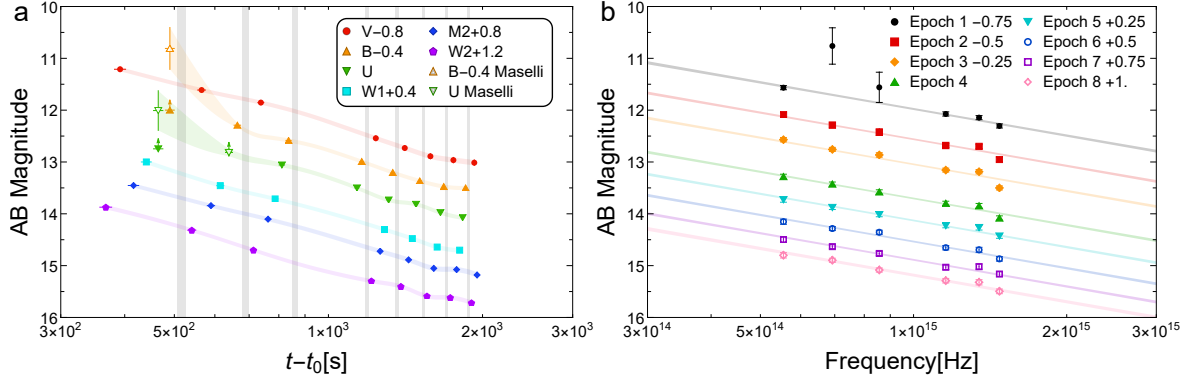 a
10
11
12
13
14
15
16
AB Magnitude
V−0.8
B−0.4
U
W1+0.4
M2+0.8
W2+1.2
B−0.4 Maselli
U Maselli
3×10²
5×10²
1×10³
2×10³
3×10³
t−t₀[s]
b
10
11
12
13
14
15
16
AB Magnitude
Epoch 1 −0.75
Epoch 2 −0.5
Epoch 3 −0.25
Epoch 4
Epoch 5 +0.25
Epoch 6 +0.5
Epoch 7 +0.75
Epoch 8 +1.
3×10¹⁴
5×10¹⁴
1×10¹⁵
2×10¹⁵
3×10¹⁵
Frequency[Hz]